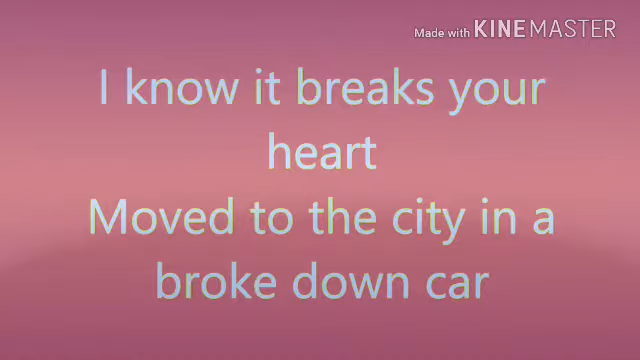 Made with KINEMASTER
I know it breaks your
heart
Moved to the city in a
broke down car